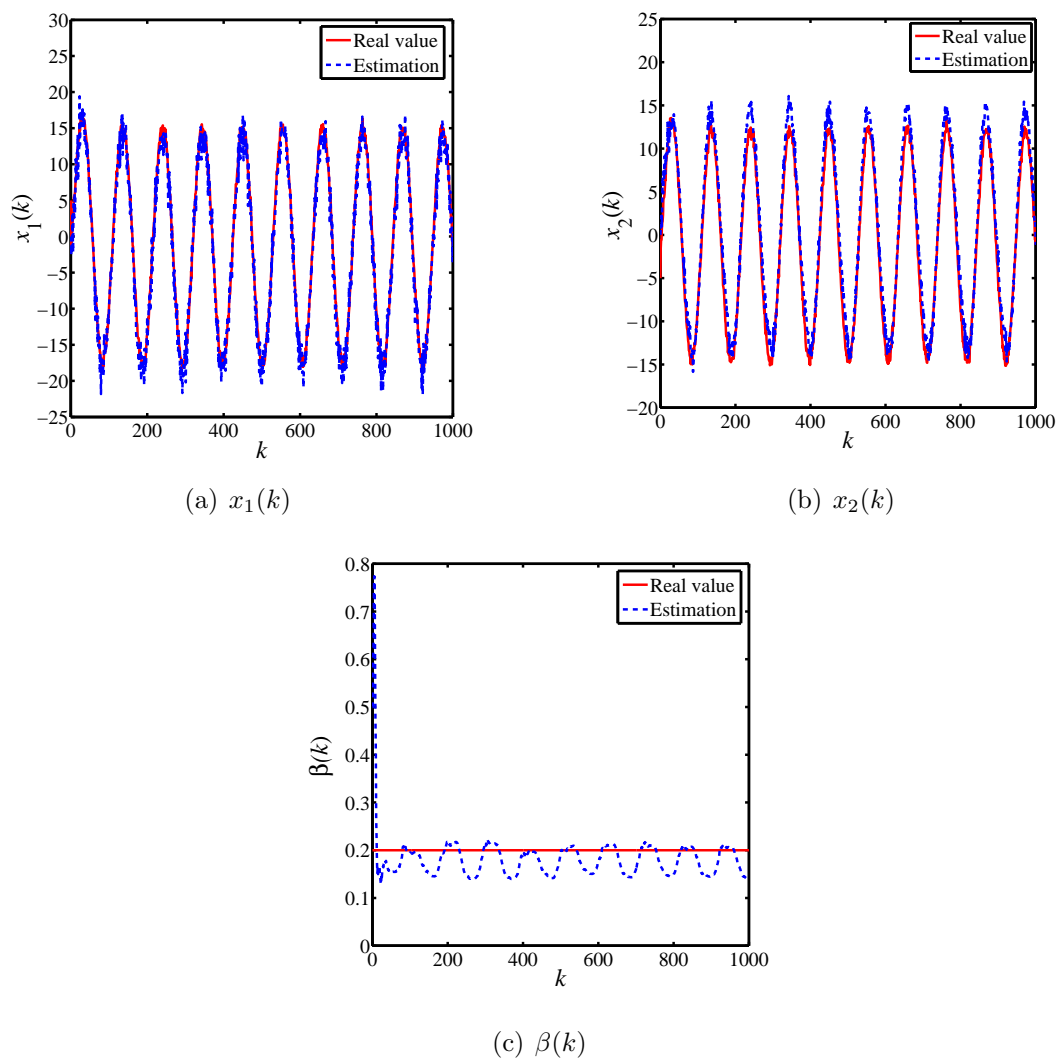 30
25
20
15
10
5
0
−5
−10
−15
−20
−25
x1(k)
Real value
Estimation
0 200 400 600 800 1000
k
(a) x1(k)
25
20
15
10
5
0
−5
−10
−15
−20
x2(k)
Real value
Estimation
0 200 400 600 800 1000
k
(b) x2(k)
0.8
0.7
0.6
0.5
0.4
0.3
0.2
0.1
0
β(k)
Real value
Estimation
0 200 400 600 800 1000
k
(c) β(k)